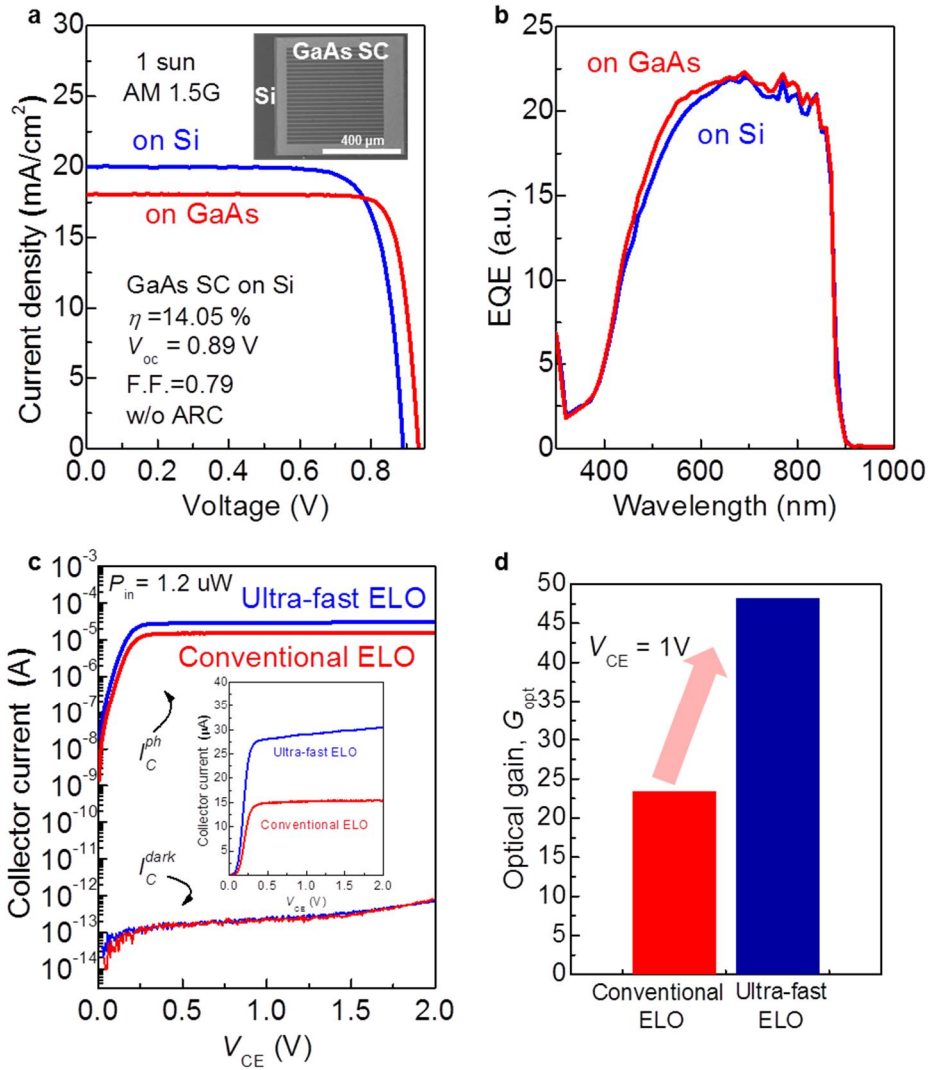 a
30
25
20
15
10
5
0
Current density (mA/cm²)
1 sun
AM 1.5G
GaAs SC
Si
400 µm
on Si
on GaAs
GaAs SC on Si
η =14.05 %
Voc = 0.89 V
F.F.=0.79
w/o ARC
0.0 0.2 0.4 0.6 0.8
Voltage (V)
b
25
20
15
10
5
0
EQE (a.u.)
on GaAs
on Si
400 600 800 1000
Wavelength (nm)
c
10⁻³
10⁻⁴
10⁻⁵
10⁻⁶
10⁻⁷
10⁻⁸
10⁻⁹
10⁻¹⁰
10⁻¹¹
10⁻¹²
10⁻¹³
10⁻¹⁴
Collector current (A)
Pin = 1.2 uW
Ultra-fast ELO
Conventional ELO
I_C^ph
I_C^dark
40
35
30
25
20
15
10
5
0
Collector current (µA)
Ultra-fast ELO
Conventional ELO
0.0 0.5 1.0 1.5 2.0
VCE (V)
0.0 0.5 1.0 1.5 2.0
VCE (V)
d
50
45
40
35
30
25
20
15
10
5
0
Optical gain, Gopt
VCE = 1V
Conventional
ELO
Ultra-fast
ELO